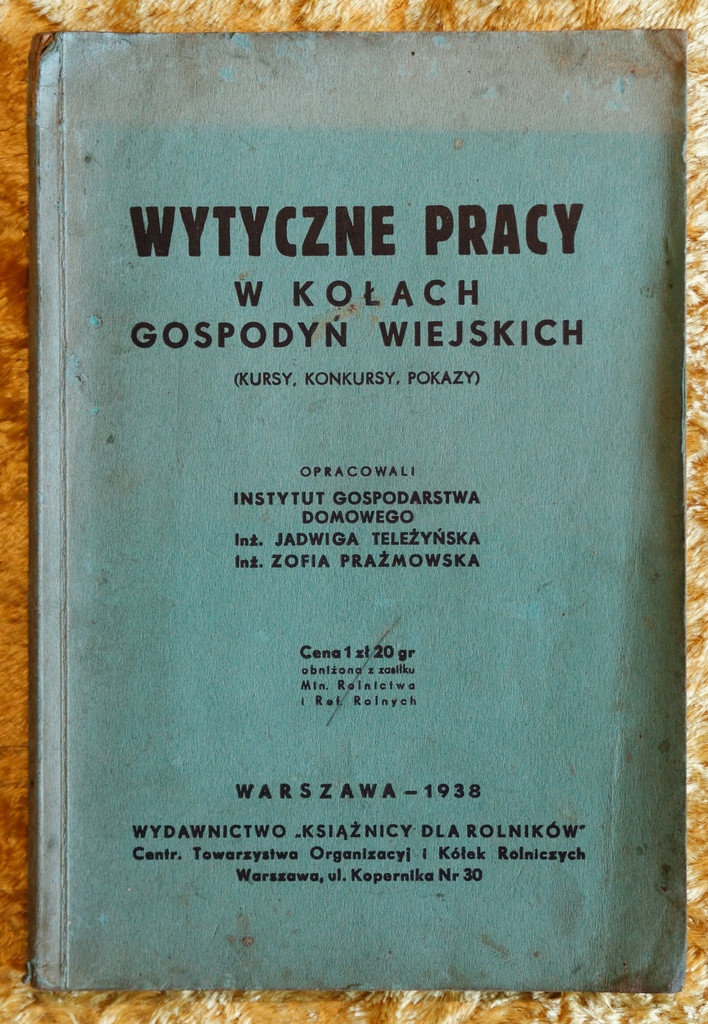 WYTYCZNE PRACY
W KOŁACH
GOSPODYŃ WIEJSKICH
(KURSY, KONKURSY, POKAZY)
OPRACOWALI
INSTYTUT GOSPODARSTWA
DOMOWEGO
Inż. JADWIGA TELEŻYŃSKA
Inż. ZOFIA PRAŻMOWSKA
Cena 1 zł 20 gr
obniżona z zasiłku
Min. Rolnictwa
i Ref. Rolnych
WARSZAWA – 1938
WYDAWNICTWO „KSIĄŻNICY DLA ROLNIKÓW"
Centr. Towarzystwa Organizacyj i Kółek Rolniczych
Warszawa, ul. Kopernika Nr 30